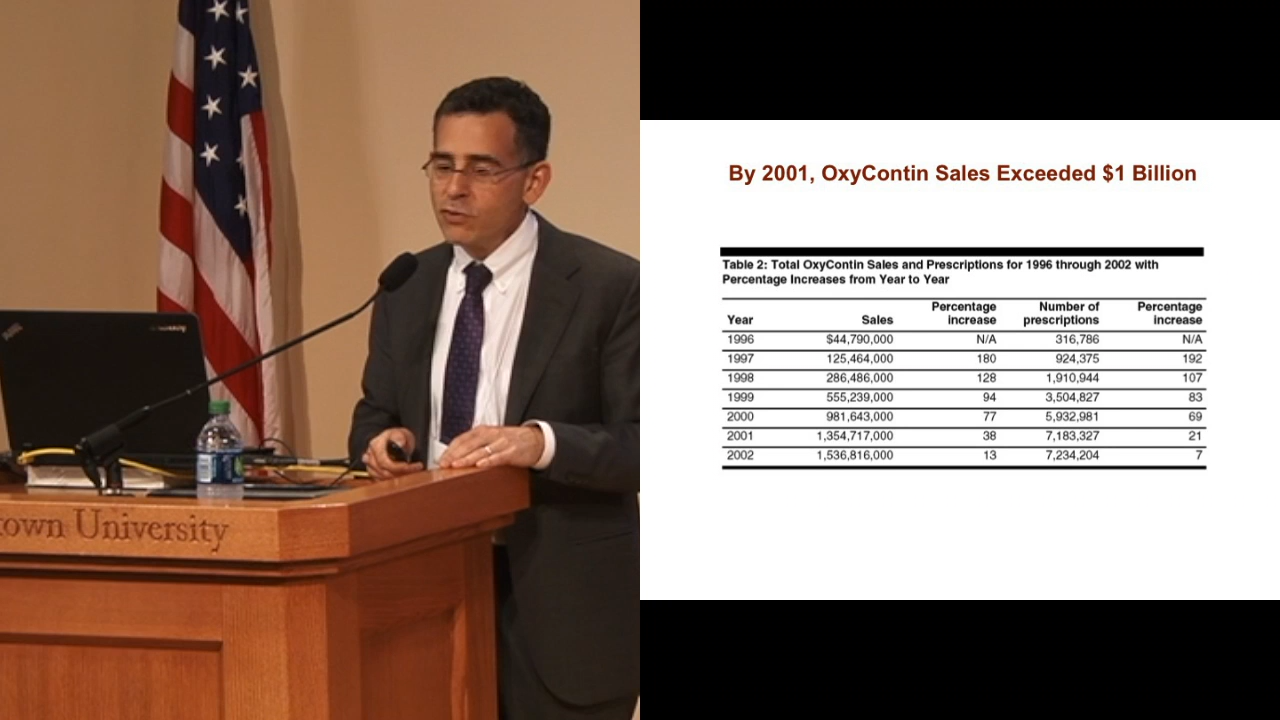 town University
By 2001, OxyContin Sales Exceeded $1 Billion
Table 2: Total OxyContin Sales and Prescriptions for 1996 through 2002 with
Percentage Increases from Year to Year
Year Sales Percentage increase Number of prescriptions Percentage increase
1996 $44,790,000 N/A 316,786 N/A
1997 125,464,000 180 924,375 192
1998 286,486,000 128 1,910,944 107
1999 555,239,000 94 3,504,827 83
2000 981,643,000 77 5,932,981 69
2001 1,354,717,000 38 7,183,327 21
2002 1,536,816,000 13 7,234,204 7